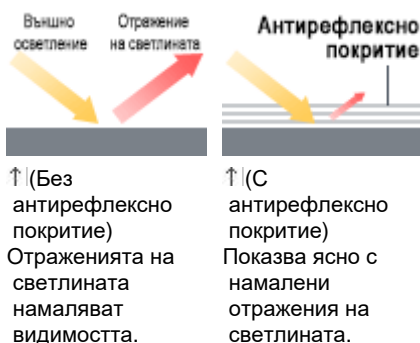 Външно
осветление
Отражение
на светлината
Антирефлексно
покритие
↑(Без
антирефлексно
покритие)
Отраженията на
светлината
намаляват
видимостта.
↑(С
антирефлексно
покритие)
Показва ясно с
намалени
отражения на
светлината.